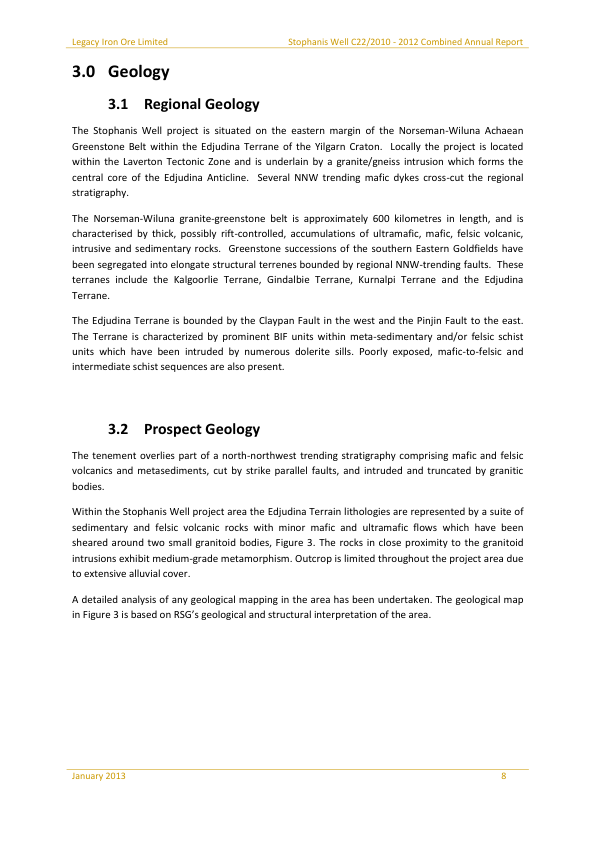 Legacy Iron Ore Limited
Stophanis Well C22/2010 - 2012 Combined Annual Report
3.0 Geology
3.1 Regional Geology
The Stophanis Well project is situated on the eastern margin of the Norseman-Wiluna Achaean
Greenstone Belt within the Edjudina Terrane of the Yilgarn Craton. Locally the project is located
within the Laverton Tectonic Zone and is underlain by a granite/gneiss intrusion which forms the
central core of the Edjudina Anticline. Several NNW trending mafic dykes cross-cut the regional
stratigraphy.
The Norseman-Wiluna granite-greenstone belt is approximately 600 kilometres in length, and is
characterised by thick, possibly rift-controlled, accumulations of ultramafic, mafic, felsic volcanic,
intrusive and sedimentary rocks. Greenstone successions of the southern Eastern Goldfields have
been segregated into elongate structural terrenes bounded by regional NNW-trending faults. These
terranes include the Kalgoorlie Terrane, Gindalbie Terrane, Kurnalpi Terrane and the Edjudina
Terrane.
The Edjudina Terrane is bounded by the Claypan Fault in the west and the Pinjin Fault to the east.
The Terrane is characterized by prominent BIF units within meta-sedimentary and/or felsic schist
units which have been intruded by numerous dolerite sills. Poorly exposed, mafic-to-felsic and
intermediate schist sequences are also present.
3.2 Prospect Geology
The tenement overlies part of a north-northwest trending stratigraphy comprising mafic and felsic
volcanics and metasediments, cut by strike parallel faults, and intruded and truncated by granitic
bodies.
Within the Stophanis Well project area the Edjudina Terrain lithologies are represented by a suite of
sedimentary and felsic volcanic rocks with minor mafic and ultramafic flows which have been
sheared around two small granitoid bodies, Figure 3. The rocks in close proximity to the granitoid
intrusions exhibit medium-grade metamorphism. Outcrop is limited throughout the project area due
to extensive alluvial cover.
A detailed analysis of any geological mapping in the area has been undertaken. The geological map
in Figure 3 is based on RSG's geological and structural interpretation of the area.
January 2013
8